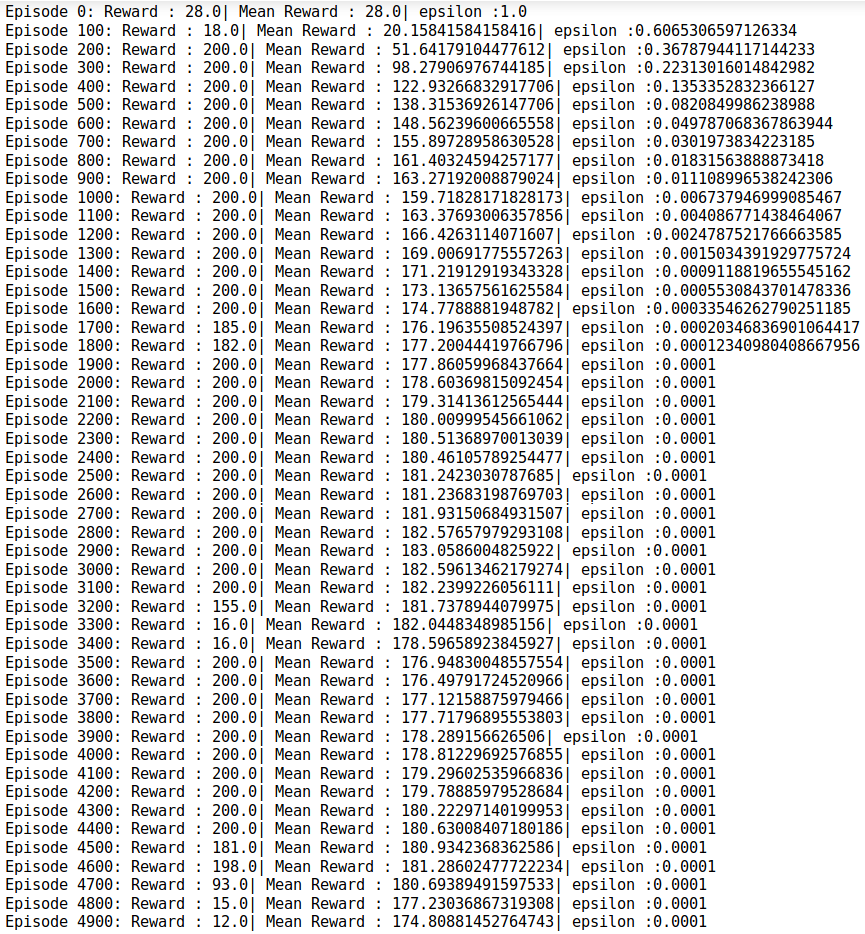 Episode 0: Reward : 28.0| Mean Reward : 28.0| epsilon :1.0
Episode 100: Reward : 18.0| Mean Reward : 20.15841584158416| epsilon :0.6065306597126334
Episode 200: Reward : 200.0| Mean Reward : 51.64179104477612| epsilon :0.36787944117144233
Episode 300: Reward : 200.0| Mean Reward : 98.27906976744185| epsilon :0.22313016014842982
Episode 400: Reward : 200.0| Mean Reward : 122.93266832917706| epsilon :0.1353352832366127
Episode 500: Reward : 200.0| Mean Reward : 138.31536926147706| epsilon :0.0820849986238988
Episode 600: Reward : 200.0| Mean Reward : 148.56239600665558| epsilon :0.049787068367863944
Episode 700: Reward : 200.0| Mean Reward : 155.89728958630528| epsilon :0.0301973834223185
Episode 800: Reward : 200.0| Mean Reward : 161.40324594257177| epsilon :0.01831563888873418
Episode 900: Reward : 200.0| Mean Reward : 163.27192008879024| epsilon :0.011108996538242306
Episode 1000: Reward : 200.0| Mean Reward : 159.71828171828173| epsilon :0.006737946999085467
Episode 1100: Reward : 200.0| Mean Reward : 163.37693006357856| epsilon :0.004086771438464067
Episode 1200: Reward : 200.0| Mean Reward : 166.4263114071607| epsilon :0.0024787521766663585
Episode 1300: Reward : 200.0| Mean Reward : 169.00691775557263| epsilon :0.0015034391929775724
Episode 1400: Reward : 200.0| Mean Reward : 171.21912919343328| epsilon :0.0009118819655545162
Episode 1500: Reward : 200.0| Mean Reward : 173.13657561625584| epsilon :0.0005530843701478336
Episode 1600: Reward : 200.0| Mean Reward : 174.7788881948782| epsilon :0.00033546262790251185
Episode 1700: Reward : 185.0| Mean Reward : 176.19635508524397| epsilon :0.00020346836901064417
Episode 1800: Reward : 182.0| Mean Reward : 177.20044419766796| epsilon :0.00012340980408667956
Episode 1900: Reward : 200.0| Mean Reward : 177.86059968437664| epsilon :0.0001
Episode 2000: Reward : 200.0| Mean Reward : 178.60369815092454| epsilon :0.0001
Episode 2100: Reward : 200.0| Mean Reward : 179.31413612565444| epsilon :0.0001
Episode 2200: Reward : 200.0| Mean Reward : 180.00999545661062| epsilon :0.0001
Episode 2300: Reward : 200.0| Mean Reward : 180.51368970013039| epsilon :0.0001
Episode 2400: Reward : 200.0| Mean Reward : 180.46105789254477| epsilon :0.0001
Episode 2500: Reward : 200.0| Mean Reward : 181.2423030787685| epsilon :0.0001
Episode 2600: Reward : 200.0| Mean Reward : 181.23683198769703| epsilon :0.0001
Episode 2700: Reward : 200.0| Mean Reward : 181.93150684931507| epsilon :0.0001
Episode 2800: Reward : 200.0| Mean Reward : 182.57657979293108| epsilon :0.0001
Episode 2900: Reward : 200.0| Mean Reward : 183.0586004825922| epsilon :0.0001
Episode 3000: Reward : 200.0| Mean Reward : 182.59613462179274| epsilon :0.0001
Episode 3100: Reward : 200.0| Mean Reward : 182.2399226056111| epsilon :0.0001
Episode 3200: Reward : 155.0| Mean Reward : 181.7378944079975| epsilon :0.0001
Episode 3300: Reward : 16.0| Mean Reward : 182.0448348985156| epsilon :0.0001
Episode 3400: Reward : 16.0| Mean Reward : 178.59658923845927| epsilon :0.0001
Episode 3500: Reward : 200.0| Mean Reward : 176.94830048557554| epsilon :0.0001
Episode 3600: Reward : 200.0| Mean Reward : 176.49791724520966| epsilon :0.0001
Episode 3700: Reward : 200.0| Mean Reward : 177.12158875979466| epsilon :0.0001
Episode 3800: Reward : 200.0| Mean Reward : 177.71796895553803| epsilon :0.0001
Episode 3900: Reward : 200.0| Mean Reward : 178.289156626506| epsilon :0.0001
Episode 4000: Reward : 200.0| Mean Reward : 178.81229692576855| epsilon :0.0001
Episode 4100: Reward : 200.0| Mean Reward : 179.29602535966836| epsilon :0.0001
Episode 4200: Reward : 200.0| Mean Reward : 179.78885979528684| epsilon :0.0001
Episode 4300: Reward : 200.0| Mean Reward : 180.22297140199953| epsilon :0.0001
Episode 4400: Reward : 200.0| Mean Reward : 180.63008407180186| epsilon :0.0001
Episode 4500: Reward : 181.0| Mean Reward : 180.9342368362586| epsilon :0.0001
Episode 4600: Reward : 198.0| Mean Reward : 181.28602477722234| epsilon :0.0001
Episode 4700: Reward : 93.0| Mean Reward : 180.69389491597533| epsilon :0.0001
Episode 4800: Reward : 15.0| Mean Reward : 177.23036867319308| epsilon :0.0001
Episode 4900: Reward : 12.0| Mean Reward : 174.80881452764743| epsilon :0.0001